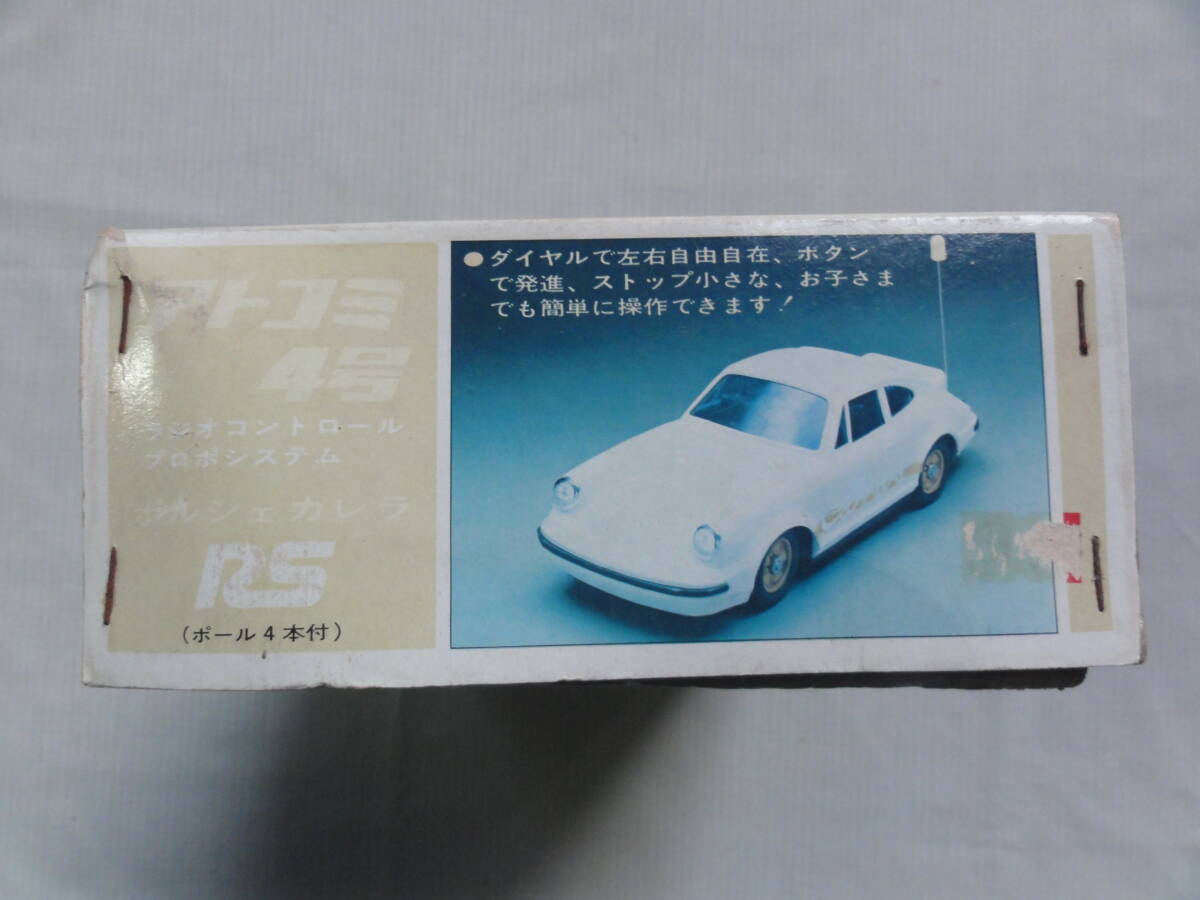 アトコミ
4号
ラジオコントロール
プロポシステム
ポルシェカレラ
RS
(ポール4本付)
●ダイヤルで左右自由自在、ボタン
で発進、ストップ小さな、お子さま
でも簡単に操作できます!